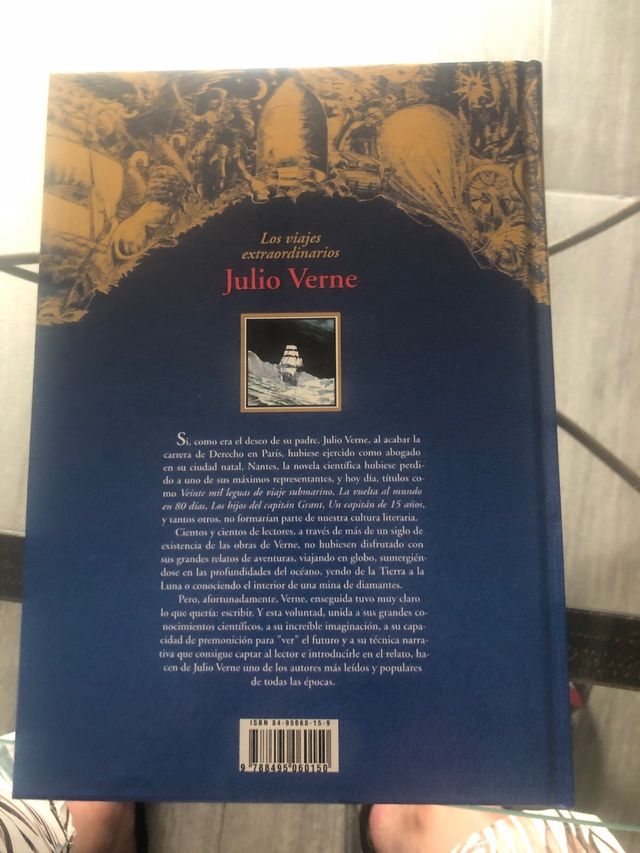 Los viajes
extraordinarios
Julio Verne
Si, como era el deseo de su padre, Julio Verne, al acabar la
carrera de Derecho en París, hubiese ejercido como abogado
en su ciudad natal, Nantes, la novela científica hubiese perdi-
do a uno de sus máximos representantes, y hoy día, títulos co-
mo Veinte mil leguas de viaje submarino, La vuelta al mundo
en 80 días, Los hijos del capitán Grant, Un capitán de 15 años,
y tantos otros, no formarían parte de nuestra cultura literaria.
Cientos y cientos de lectores, a través de más de un siglo de
existencia de las obras de Verne, no hubiesen disfrutado con
sus grandes relatos de aventuras, viajando en globo, sumergién-
dose en las profundidades del océano, yendo de la Tierra a la
Luna o conociendo el interior de una mina de diamantes.
Pero, afortunadamente, Verne, enseguida tuvo muy claro
lo que quería: escribir. Y esta voluntad, unida a sus grandes co-
nocimientos científicos, a su increíble imaginación, a su capa-
cidad de premonición para "ver" el futuro y a su técnica narra-
tiva que consigue captar al lector e introducirle en el relato, ha-
cen de Julio Verne uno de los autores más leídos y populares
de todas las épocas.
ISBN 84-95060-15-9
9 788495 060150